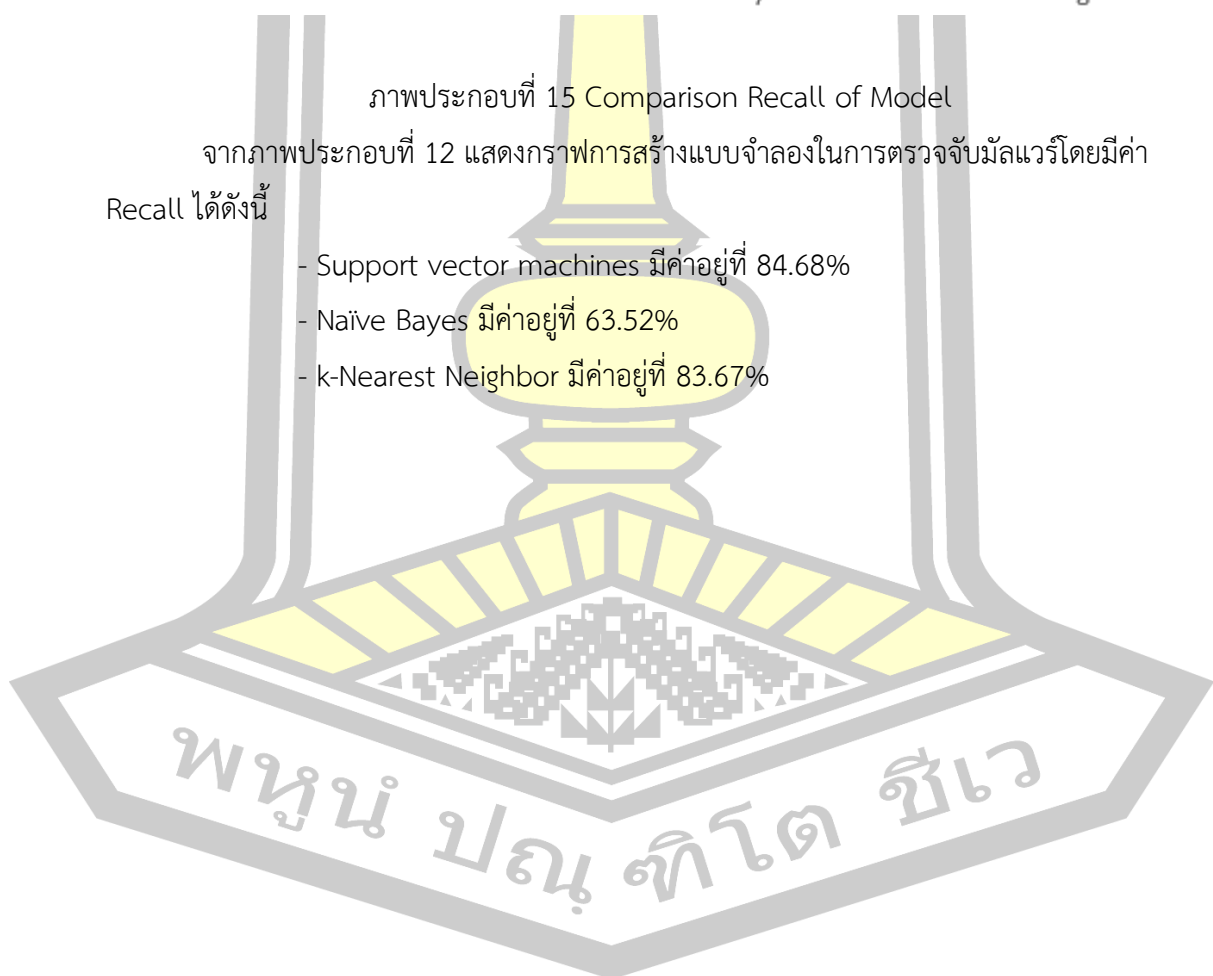 ภาพประกอบที่ 15 Comparison Recall of Model
จากภาพประกอบที่ 12 แสดงกราฟการสร้างแบบจำลองในการตรวจจับมัลแวร์โดยมีค่า
Recall ได้ดังนี้
- Support vector machines มีค่าอยู่ที่ 84.68%
- Naïve Bayes มีค่าอยู่ที่ 63.52%
- k-Nearest Neighbor มีค่าอยู่ที่ 83.67%
พหูนํ ปณฺฑิโต ชีเว